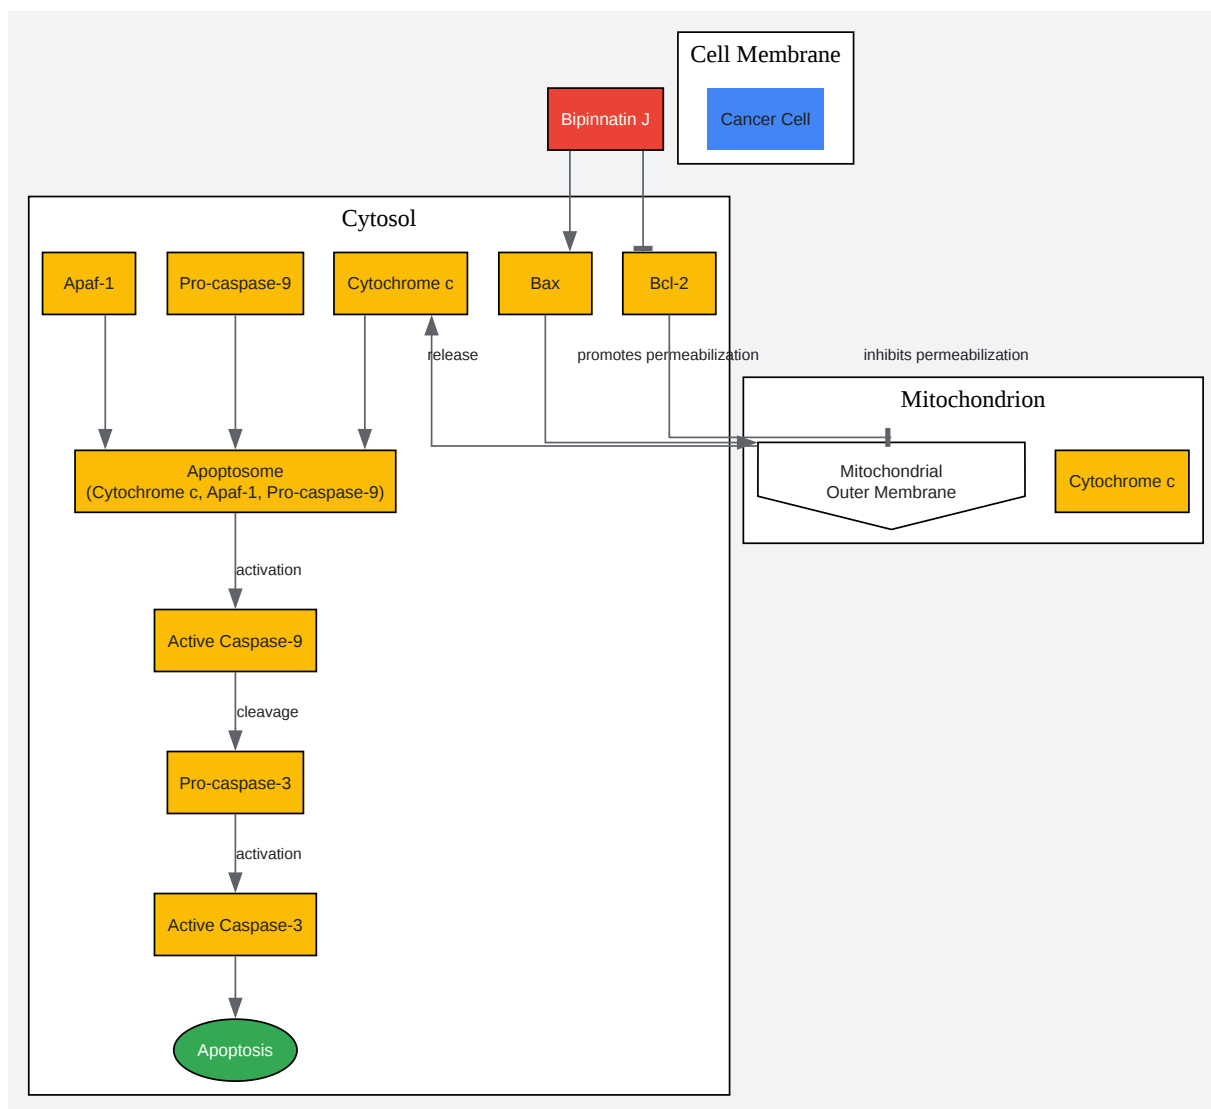 Cell Membrane
Bipinnatin J
Cancer Cell
Cytosol
Apaf-1
Pro-caspase-9
Cytochrome c
Bax
Bcl-2
release
promotes permeabilization
inhibits permeabilization
Mitochondrion
Apoptosome
(Cytochrome c, Apaf-1, Pro-caspase-9)
Mitochondrial
Outer Membrane
Cytochrome c
activation
Active Caspase-9
cleavage
Pro-caspase-3
activation
Active Caspase-3
Apoptosis